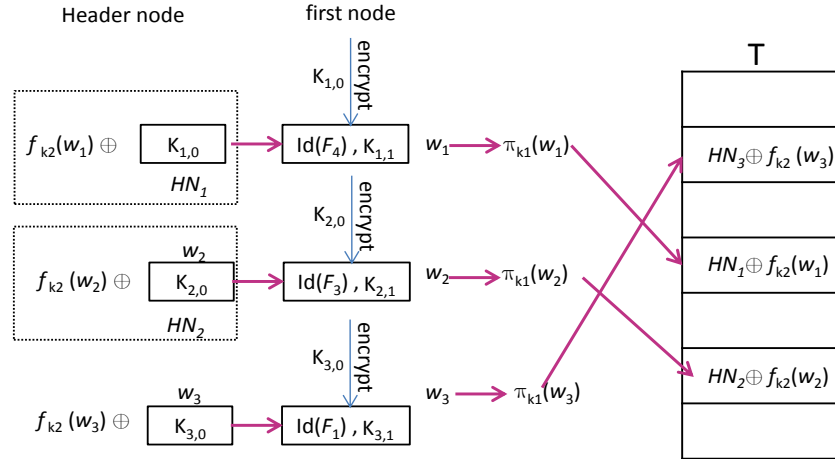 Header node first node
T
encrypt
K1,0
f k2(w1) ⊕ K1,0 Id(F4) , K1,1 w1 πk1(w1)
HN1
HN3⊕ fk2 (w3)
encrypt
K2,0
w2
fk2 (w2) ⊕ K2,0 Id(F3) , K2,1 w2 πk1(w2)
HN2
HN1⊕ fk2(w1)
encrypt
K3,0
w3
fk2 (w3) ⊕ K3,0 Id(F1) , K3,1 w3 πk1(w3)
HN2⊕ fk2(w2)